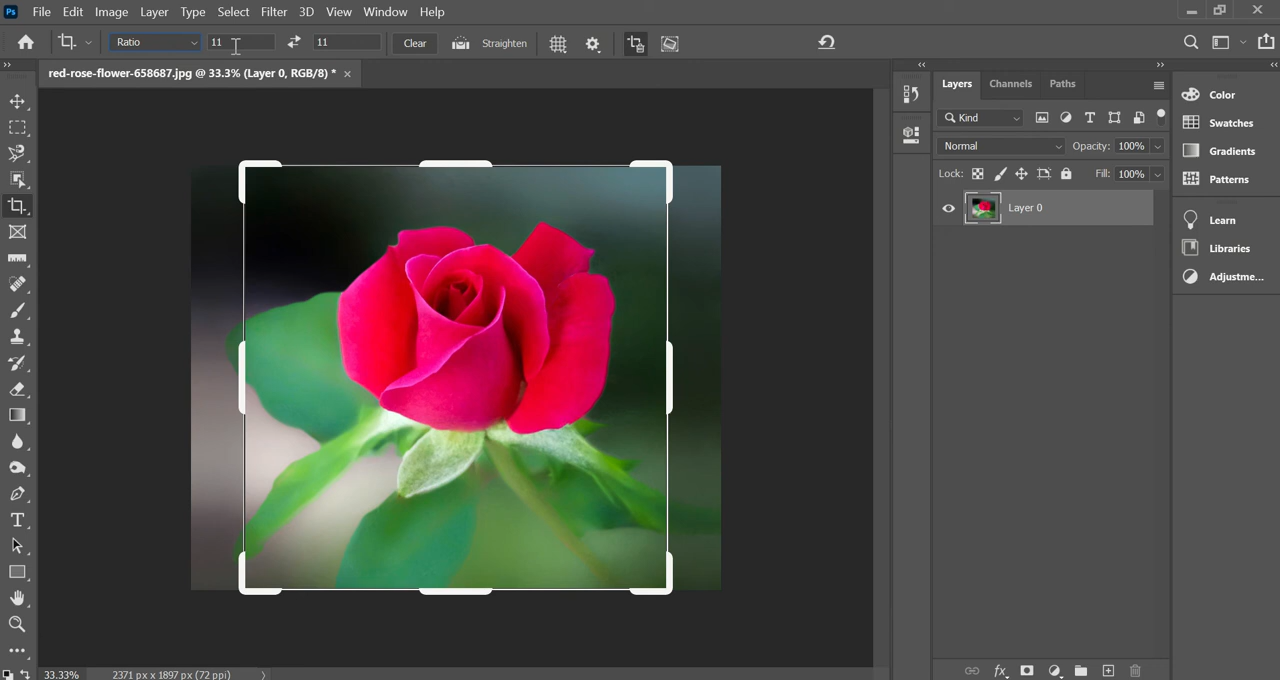 Ps File Edit Image Layer Type Select Filter 3D View Window Help
Ratio 11 11 Clear Straighten
red-rose-flower-658687.jpg @ 33.3% (Layer 0, RGB/8) * ×
Layers Channels Paths
Kind
Normal Opacity: 100%
Lock: Fill: 100%
Layer 0
Color
Swatches
Gradients
Patterns
Learn
Libraries
Adjustme...
T
33.33% 2371 px x 1897 px (72 ppi)
fx